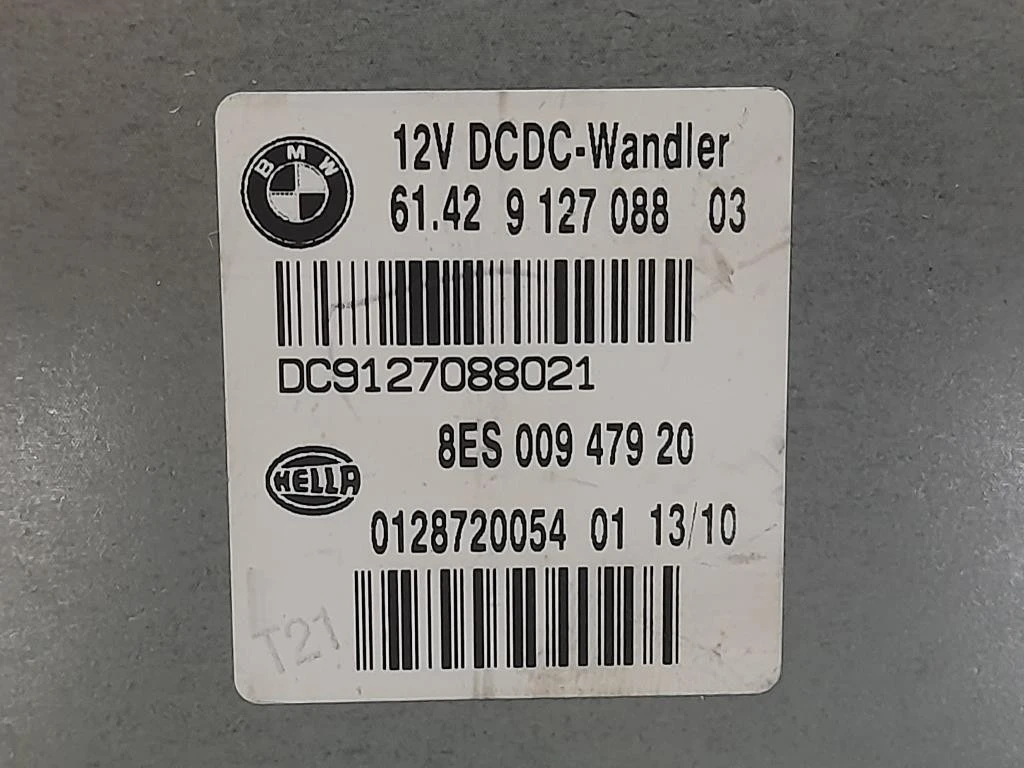 BMW
12V DCDC-Wandler
61.42 9 127 088 03
DC9127088021
8ES 009 479 20
HELLA
0128720054 01 13/10
T21